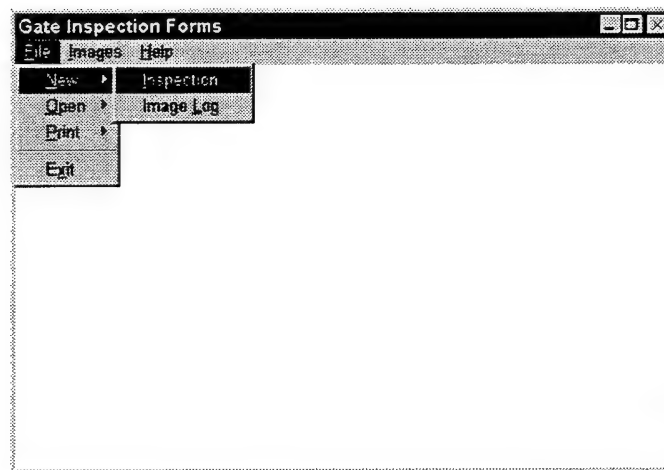 Gate Inspection Forms
File Images Help
New Inspection
Open Image Log
Print
Exit